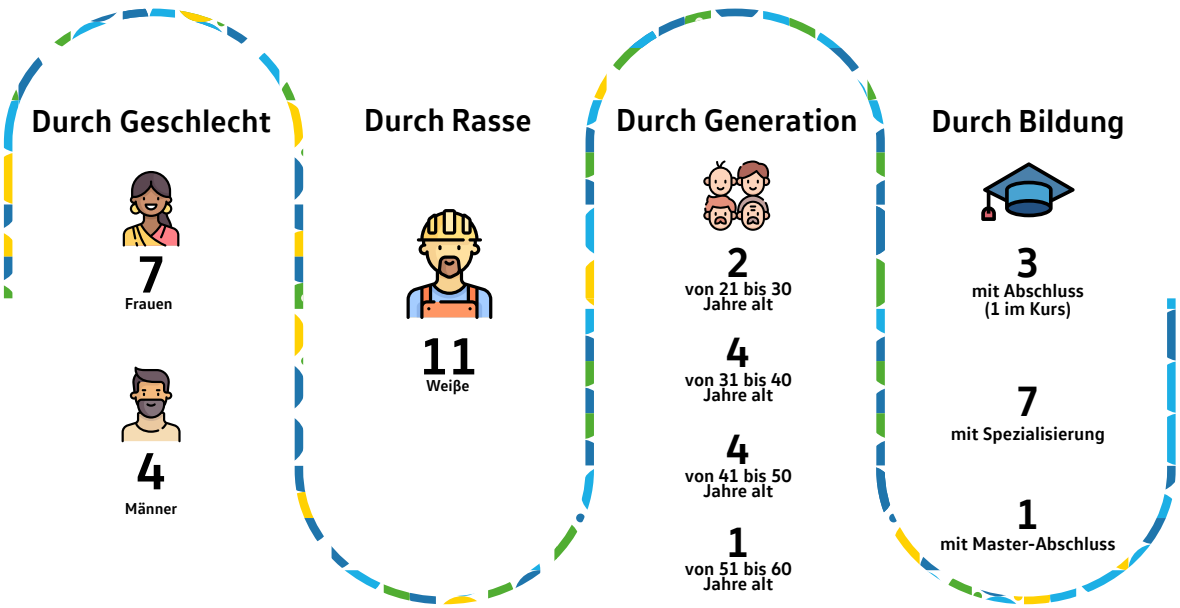 Durch Geschlecht
7
Frauen
4
Männer
Durch Rasse
11
Weiße
Durch Generation
2
von 21 bis 30
Jahre alt
4
von 31 bis 40
Jahre alt
4
von 41 bis 50
Jahre alt
1
von 51 bis 60
Jahre alt
Durch Bildung
3
mit Abschluss
(1 im Kurs)
7
mit Spezialisierung
1
mit Master-Abschluss